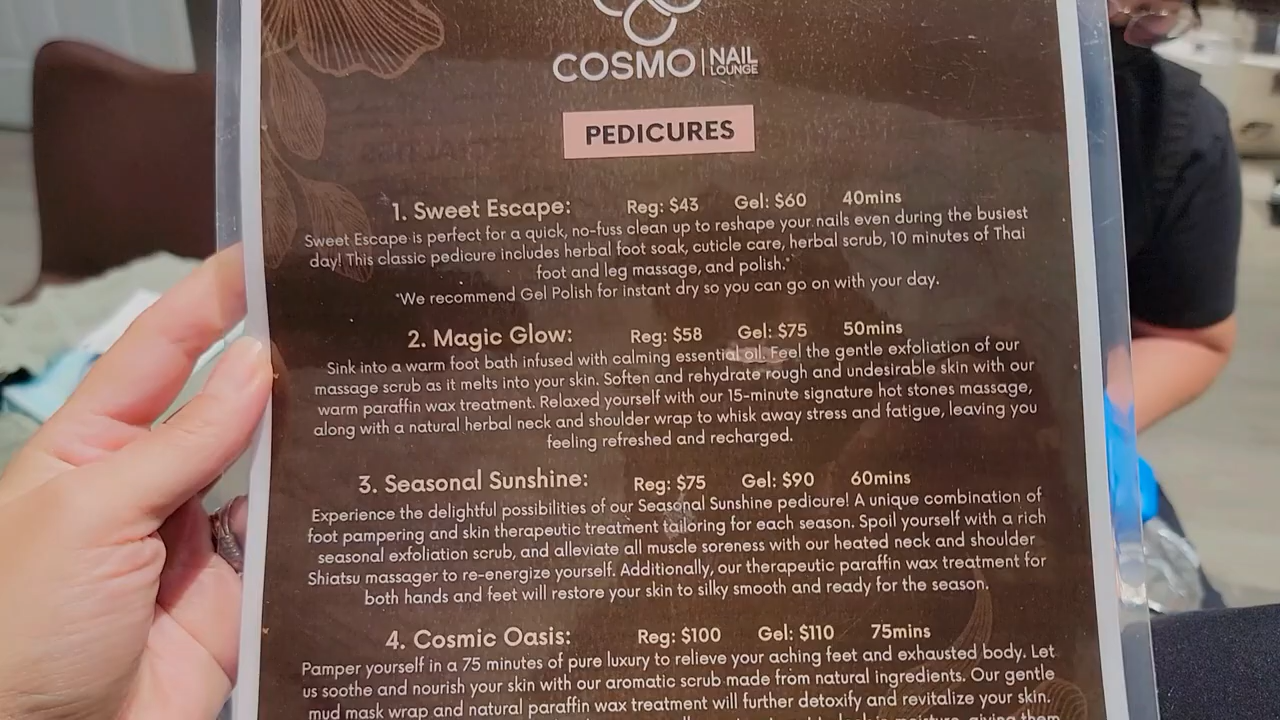 COSMO | NAIL LOUNGE
PEDICURES
1. Sweet Escape: Reg: $43 Gel: $60 40mins
Sweet Escape is perfect for a quick, no-fuss clean up to reshape your nails even during the busiest
day! This classic pedicure includes herbal foot soak, cuticle care, herbal scrub, 10 minutes of Thai
foot and leg massage, and polish.*
*We recommend Gel Polish for instant dry so you can go on with your day.
2. Magic Glow: Reg: $58 Gel: $75 50mins
Sink into a warm foot bath infused with calming essential oil. Feel the gentle exfoliation of our
massage scrub as it melts into your skin. Soften and rehydrate rough and undesirable skin with our
warm paraffin wax treatment. Relaxed yourself with our 15-minute signature hot stones massage,
along with a natural herbal neck and shoulder wrap to whisk away stress and fatigue, leaving you
feeling refreshed and recharged.
3. Seasonal Sunshine: Reg: $75 Gel: $90 60mins
Experience the delightful possibilities of our Seasonal Sunshine pedicure! A unique combination of
foot pampering and skin therapeutic treatment tailoring for each season. Spoil yourself with a rich
seasonal exfoliation scrub, and alleviate all muscle soreness with our heated neck and shoulder
Shiatsu massager to re-energize yourself. Additionally, our therapeutic paraffin wax treatment for
both hands and feet will restore your skin to silky smooth and ready for the season.
4. Cosmic Oasis: Reg: $100 Gel: $110 75mins
Pamper yourself in a 75 minutes of pure luxury to relieve your aching feet and exhausted body. Let
us soothe and nourish your skin with our aromatic scrub made from natural ingredients. Our gentle
mud mask wrap and natural paraffin wax treatment will further detoxify and revitalize your skin.
moisture, giving them